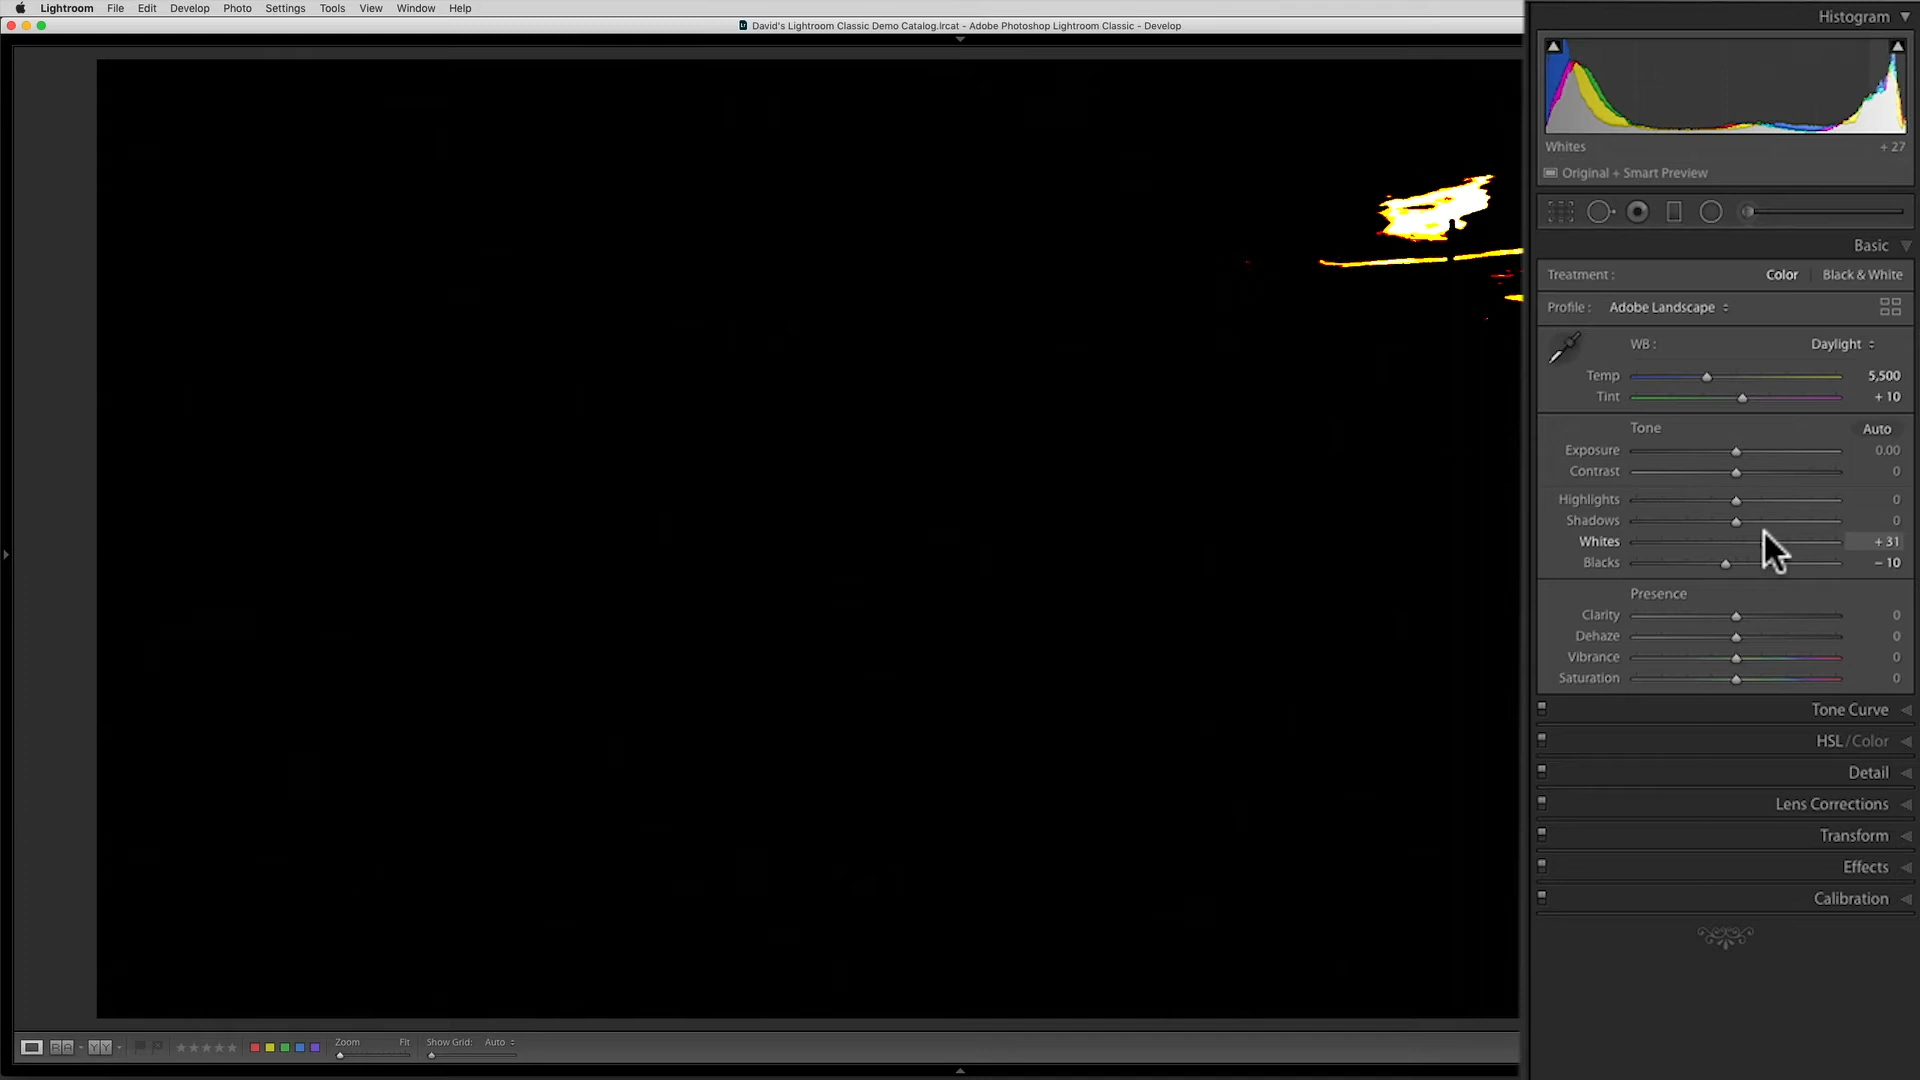 Lightroom File Edit Develop Photo Settings Tools View Window Help
David's Lightroom Classic Demo Catalog.lrcat - Adobe Photoshop Lightroom Classic - Develop
Histogram
Whites + 27
Original + Smart Preview
Basic
Treatment : Color Black & White
Profile : Adobe Landscape
WB : Daylight
Temp 5,500
Tint + 10
Tone Auto
Exposure 0.00
Contrast 0
Highlights 0
Shadows 0
Whites + 31
Blacks – 10
Presence
Clarity 0
Dehaze 0
Vibrance 0
Saturation 0
Tone Curve
HSL / Color
Detail
Lens Corrections
Transform
Effects
Calibration
Zoom Fit Show Grid: Auto